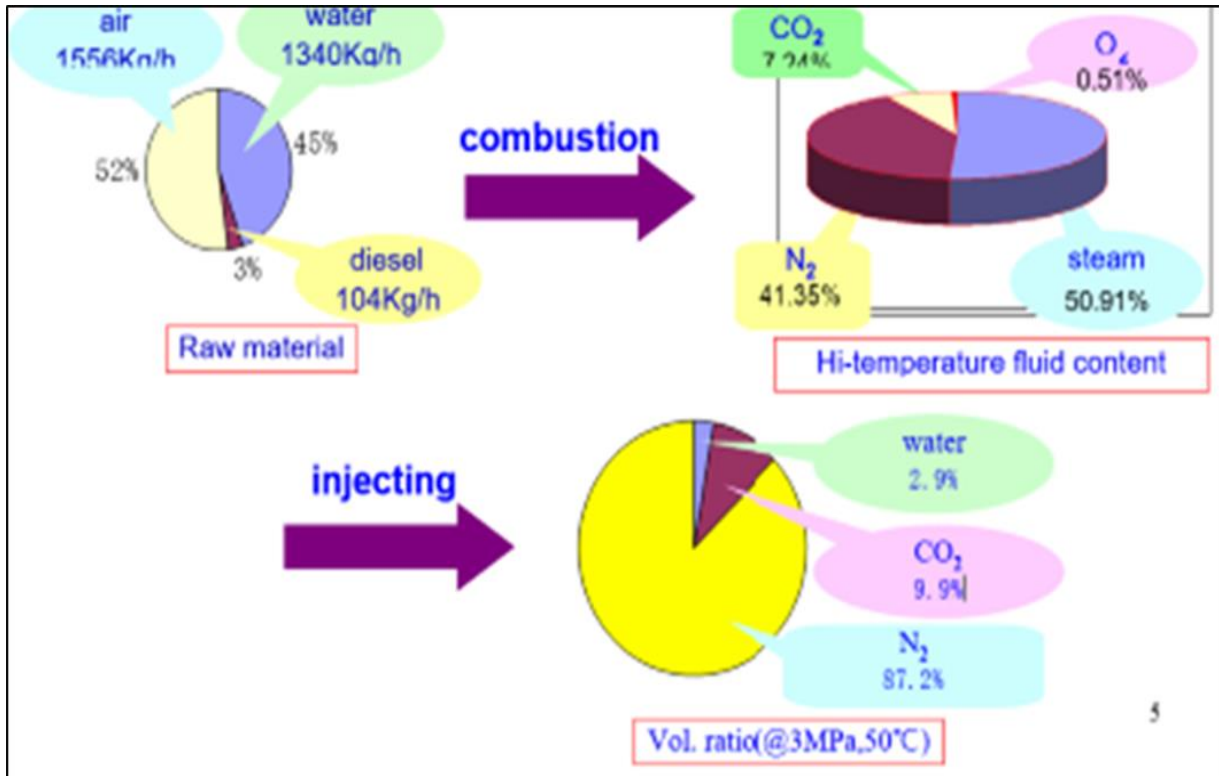 air
1556Kg/h
water
1340Kg/h
45%
52%
3%
diesel
104Kg/h
Raw material
combustion
CO₂
7.24%
O₂
0.51%
N₂
41.35%
steam
50.91%
Hi-temperature fluid content
injecting
water
2.9%
CO₂
9.9%
N₂
87.2%
Vol. ratio(@3MPa,50℃)
5